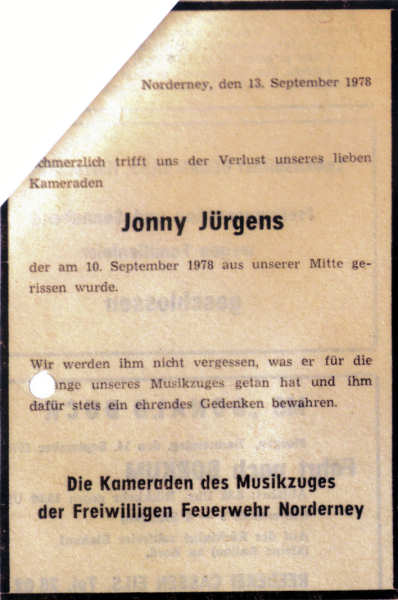 Norderney, den 13. September 1978
chmerzlich trifft uns der Verlust unseres lieben
Kameraden
Jonny Jürgens
der am 10. September 1978 aus unserer Mitte ge-
rissen wurde.
Wir werden ihm nicht vergessen, was er für die
ange unseres Musikzuges getan hat und ihm
dafür stets ein ehrendes Gedenken bewahren.
Die Kameraden des Musikzuges
der Freiwilligen Feuerwehr Norderney